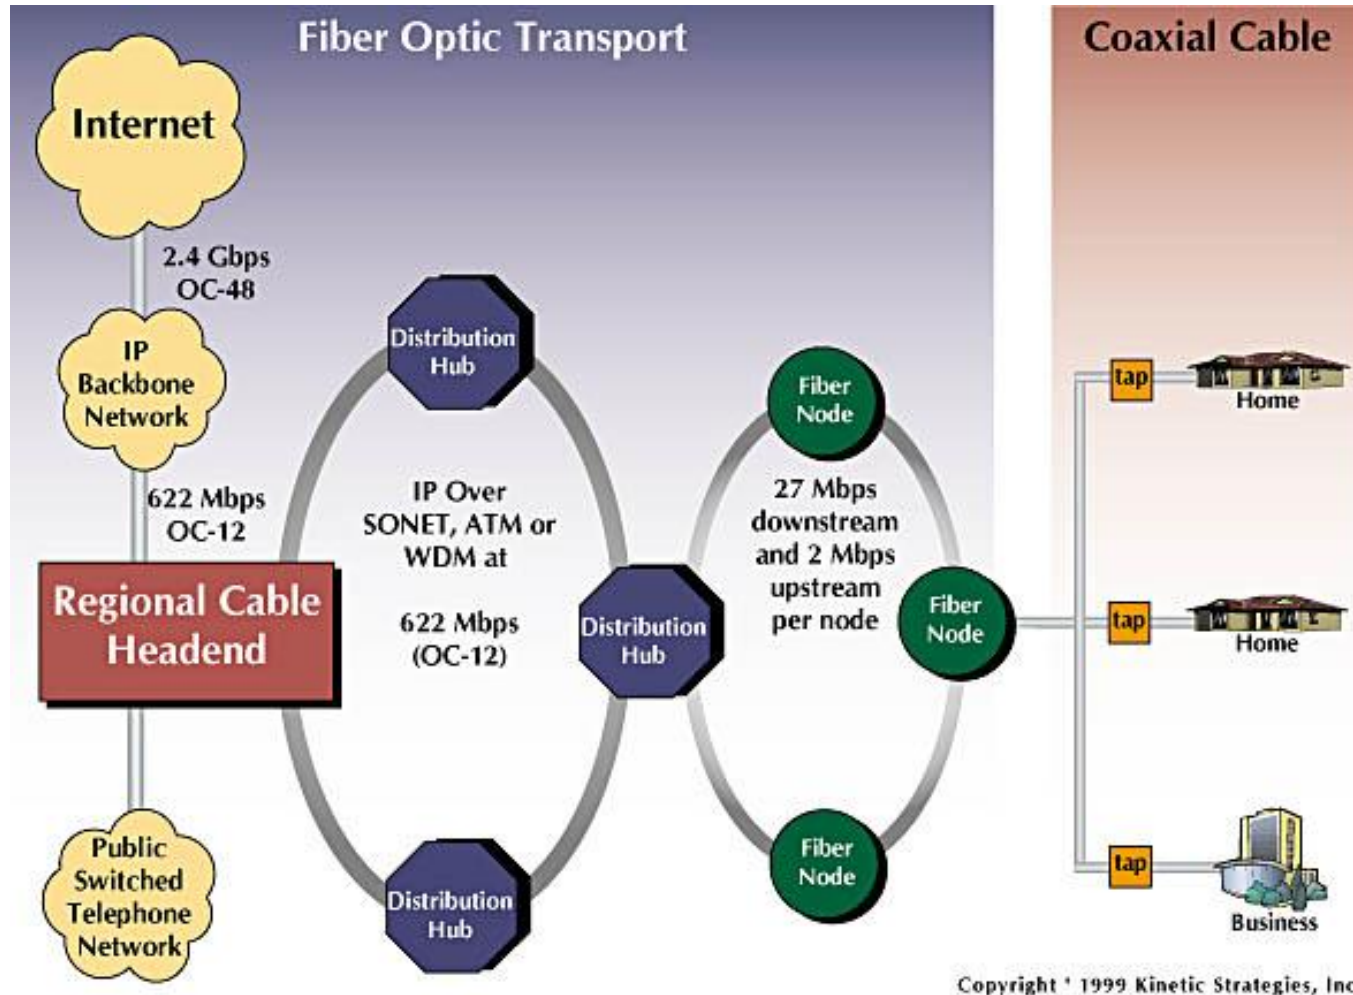 Fiber Optic Transport
Coaxial Cable
Internet
2.4 Gbps
OC-48
IP
Backbone
Network
622 Mbps
OC-12
Regional Cable
Headend
Public
Switched
Telephone
Network
Distribution
Hub
IP Over
SONET, ATM or
WDM at
622 Mbps
(OC-12)
Distribution
Hub
Distribution
Hub
Fiber
Node
27 Mbps
downstream
and 2 Mbps
upstream
per node
Fiber
Node
Fiber
Node
tap
Home
tap
Home
tap
Business
Copyright ' 1999 Kinetic Strategies, Inc